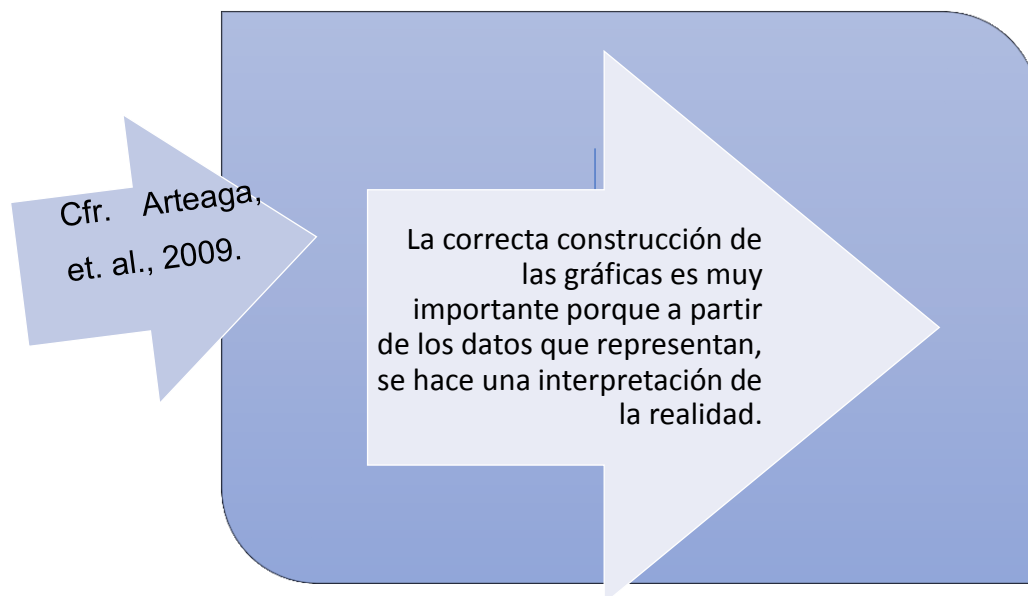 Cfr. Arteaga,
et. al., 2009.
La correcta construcción de
las gráficas es muy
importante porque a partir
de los datos que representan,
se hace una interpretación de
la realidad.